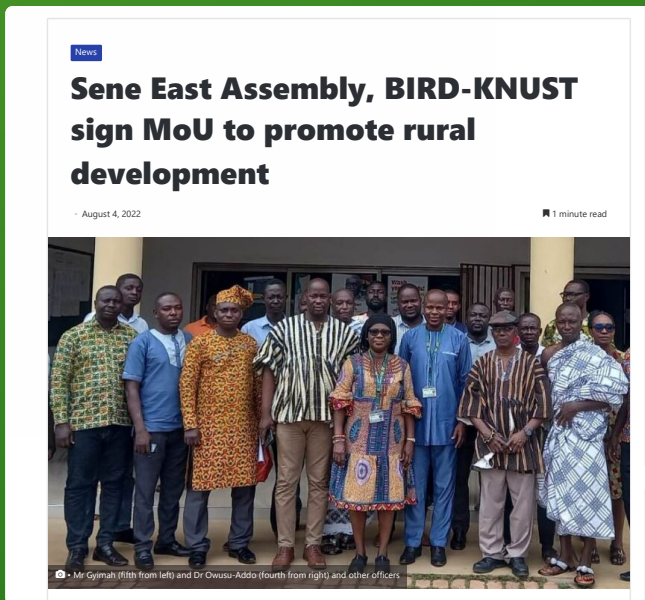 News
Sene East Assembly, BIRD-KNUST
sign MoU to promote rural
development
· August 4, 2022
1 minute read
• Mr Gyimah (fifth from left) and Dr Owusu-Addo (fourth from right) and other officers